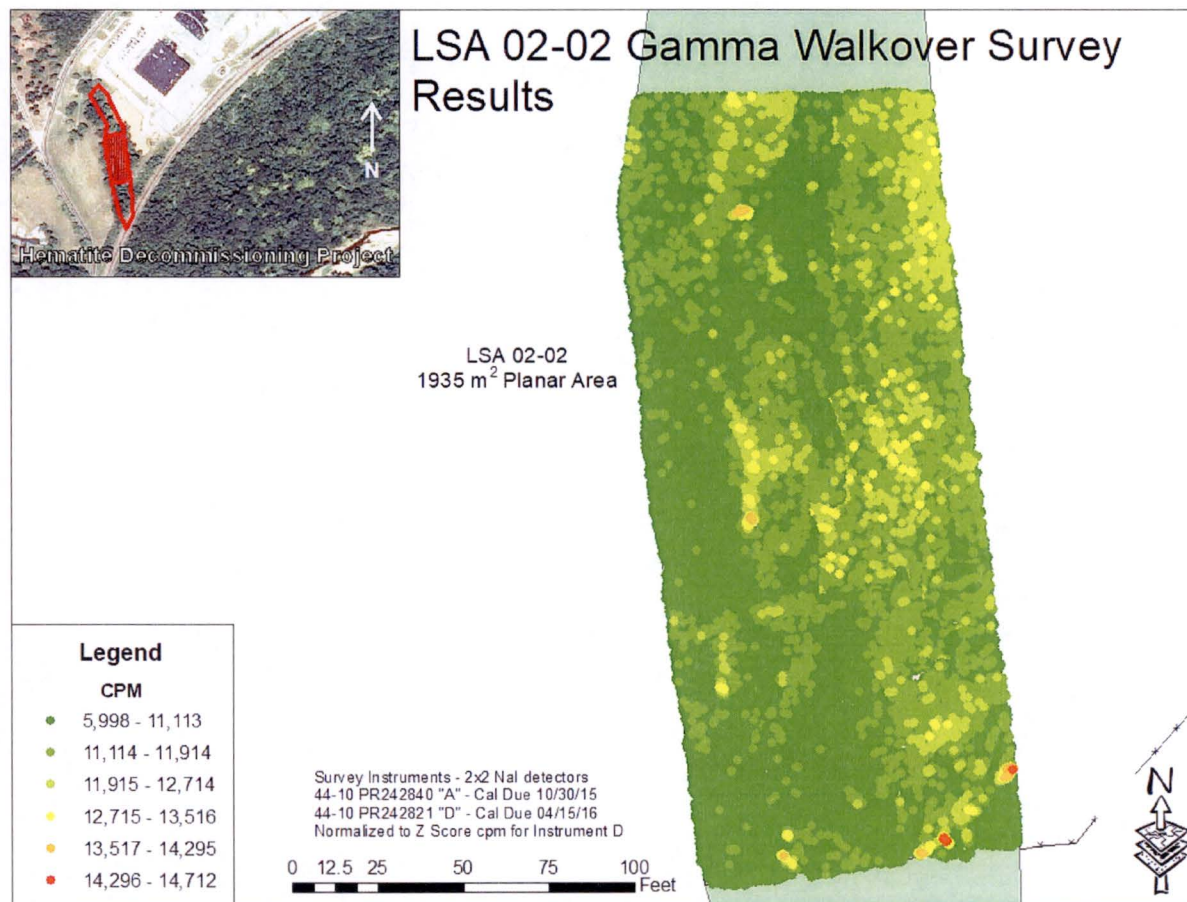 LSA 02-02 Gamma Walkover Survey
Results
N
Hematite Decommissioning Project
LSA 02-02
1935 m² Planar Area
Legend
CPM
5,998 - 11,113
11,114 - 11,914
11,915 - 12,714
12,715 - 13,516
13,517 - 14,295
14,296 - 14,712
Survey Instruments - 2x2 NaI detectors
44-10 PR242840 "A" - Cal Due 10/30/15
44-10 PR242821 "D" - Cal Due 04/15/16
Normalized to Z Score cpm for Instrument D
0 12.5 25 50 75 100
Feet
N